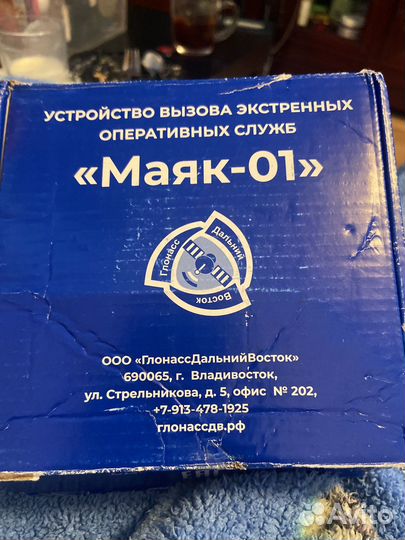 УСТРОЙСТВО ВЫЗОВА ЭКСТРЕННЫХ
ОПЕРАТИВНЫХ СЛУЖБ
«Маяк-01»
Глонасс
Дальний
Восток
ООО «ГлонассДальнийВосток»
690065, г. Владивосток,
ул. Стрельникова, д. 5, офис № 202,
+7-913-478-1925
глонассдв.рф
Avito